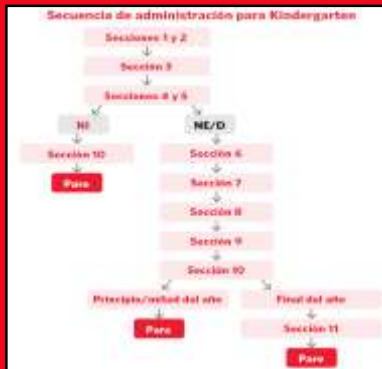 Secuencia de administración para Kindergarten
Secciones 1 y 2
Sección 3
Secciones 4 y 5
NI
NE/D
Sección 10
Sección 6
Pare
Sección 7
Sección 8
Sección 9
Sección 10
Principio/mitad del año
Final del año
Pare
Sección 11
Pare